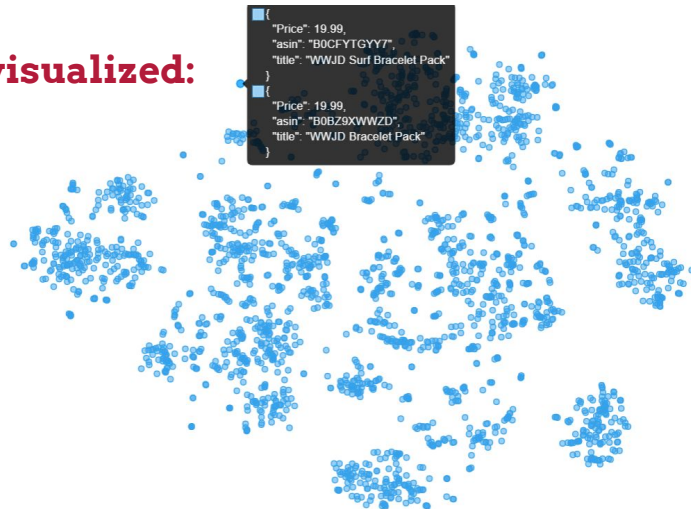 visualized:
{
"Price": 19.99,
"asin": "B0CFYTGYY7",
"title": "WWJD Surf Bracelet Pack"
}
{
"Price": 19.99,
"asin": "B0BZ9XWWZD",
"title": "WWJD Bracelet Pack"
}